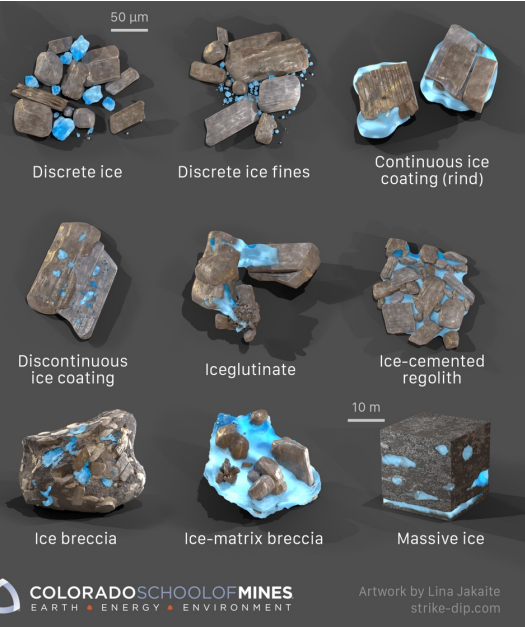 50 µm
Discrete ice
Discrete ice fines
Continuous ice
coating (rind)
Discontinuous
ice coating
Iceglutinate
Ice-cemented
regolith
10 m
Ice breccia
Ice-matrix breccia
Massive ice
COLORADOSCHOOLOFMINES
EARTH • ENERGY • ENVIRONMENT
Artwork by Lina Jakaite
strike-dip.com